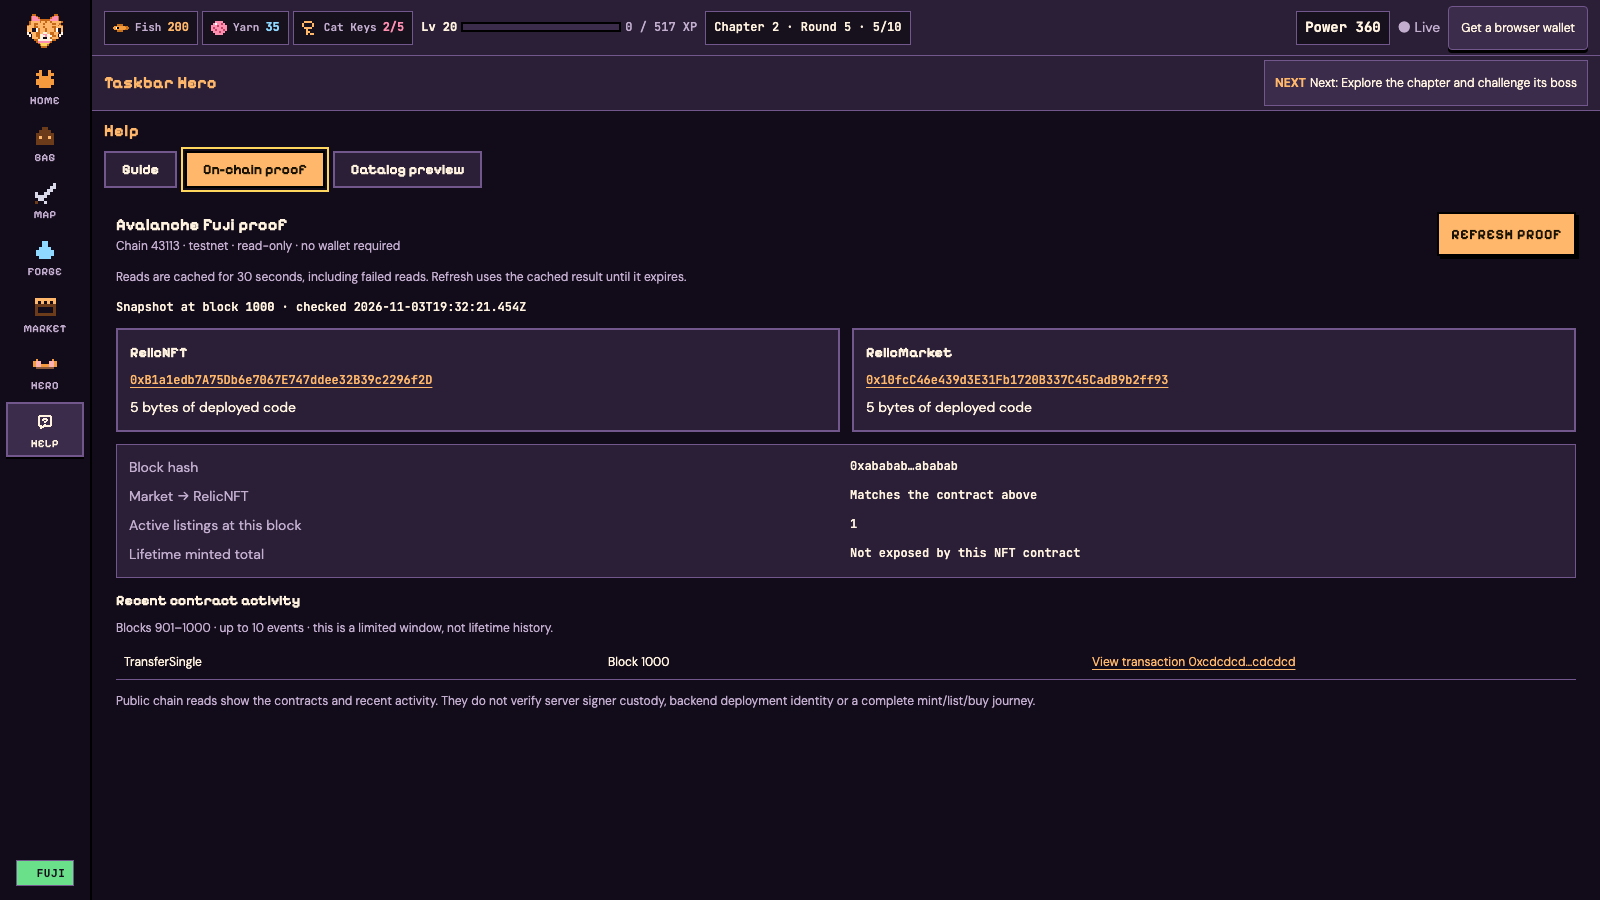 Fish 200
Yarn 35
Cat Keys 2/5
Lv 20
0 / 517 XP
Chapter 2 · Round 5 · 5/10
Power 360
Live
Get a browser wallet
HOME
BAG
MAP
FORGE
MARKET
HERO
HELP
FUJI
Taskbar Hero
NEXT Next: Explore the chapter and challenge its boss
Help
Guide
On-chain proof
Catalog preview
Avalanche Fuji proof
Chain 43113 · testnet · read-only · no wallet required
REFRESH PROOF
Reads are cached for 30 seconds, including failed reads. Refresh uses the cached result until it expires.
Snapshot at block 1000 · checked 2026-11-03T19:32:21.454Z
RelicNFT
0xB1a1edb7A75Db6e7067E747ddee32B39c2296f2D
5 bytes of deployed code
RelicMarket
0x10fcC46e439d3E31Fb1720B337C45CadB9b2ff93
5 bytes of deployed code
Block hash
0xababab…ababab
Market → RelicNFT
Matches the contract above
Active listings at this block
1
Lifetime minted total
Not exposed by this NFT contract
Recent contract activity
Blocks 901–1000 · up to 10 events · this is a limited window, not lifetime history.
TransferSingle
Block 1000
View transaction 0xcdcdcd…cdcdcd
Public chain reads show the contracts and recent activity. They do not verify server signer custody, backend deployment identity or a complete mint/list/buy journey.